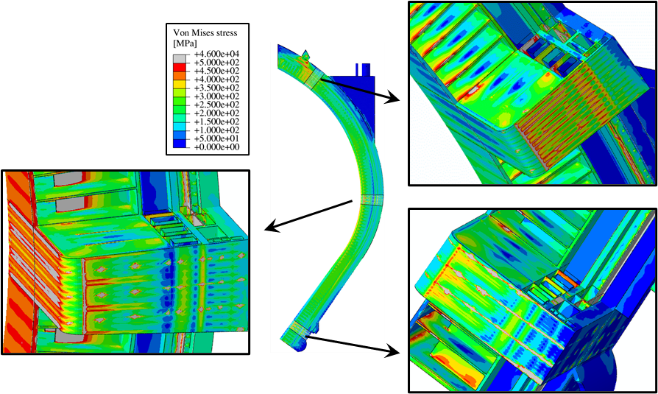 Von Mises stress
[MPa]
+4.600e+04
+5.000e+02
+4.500e+02
+4.000e+02
+3.500e+02
+3.000e+02
+2.500e+02
+2.000e+02
+1.500e+02
+1.000e+02
+5.000e+01
+0.000e+00